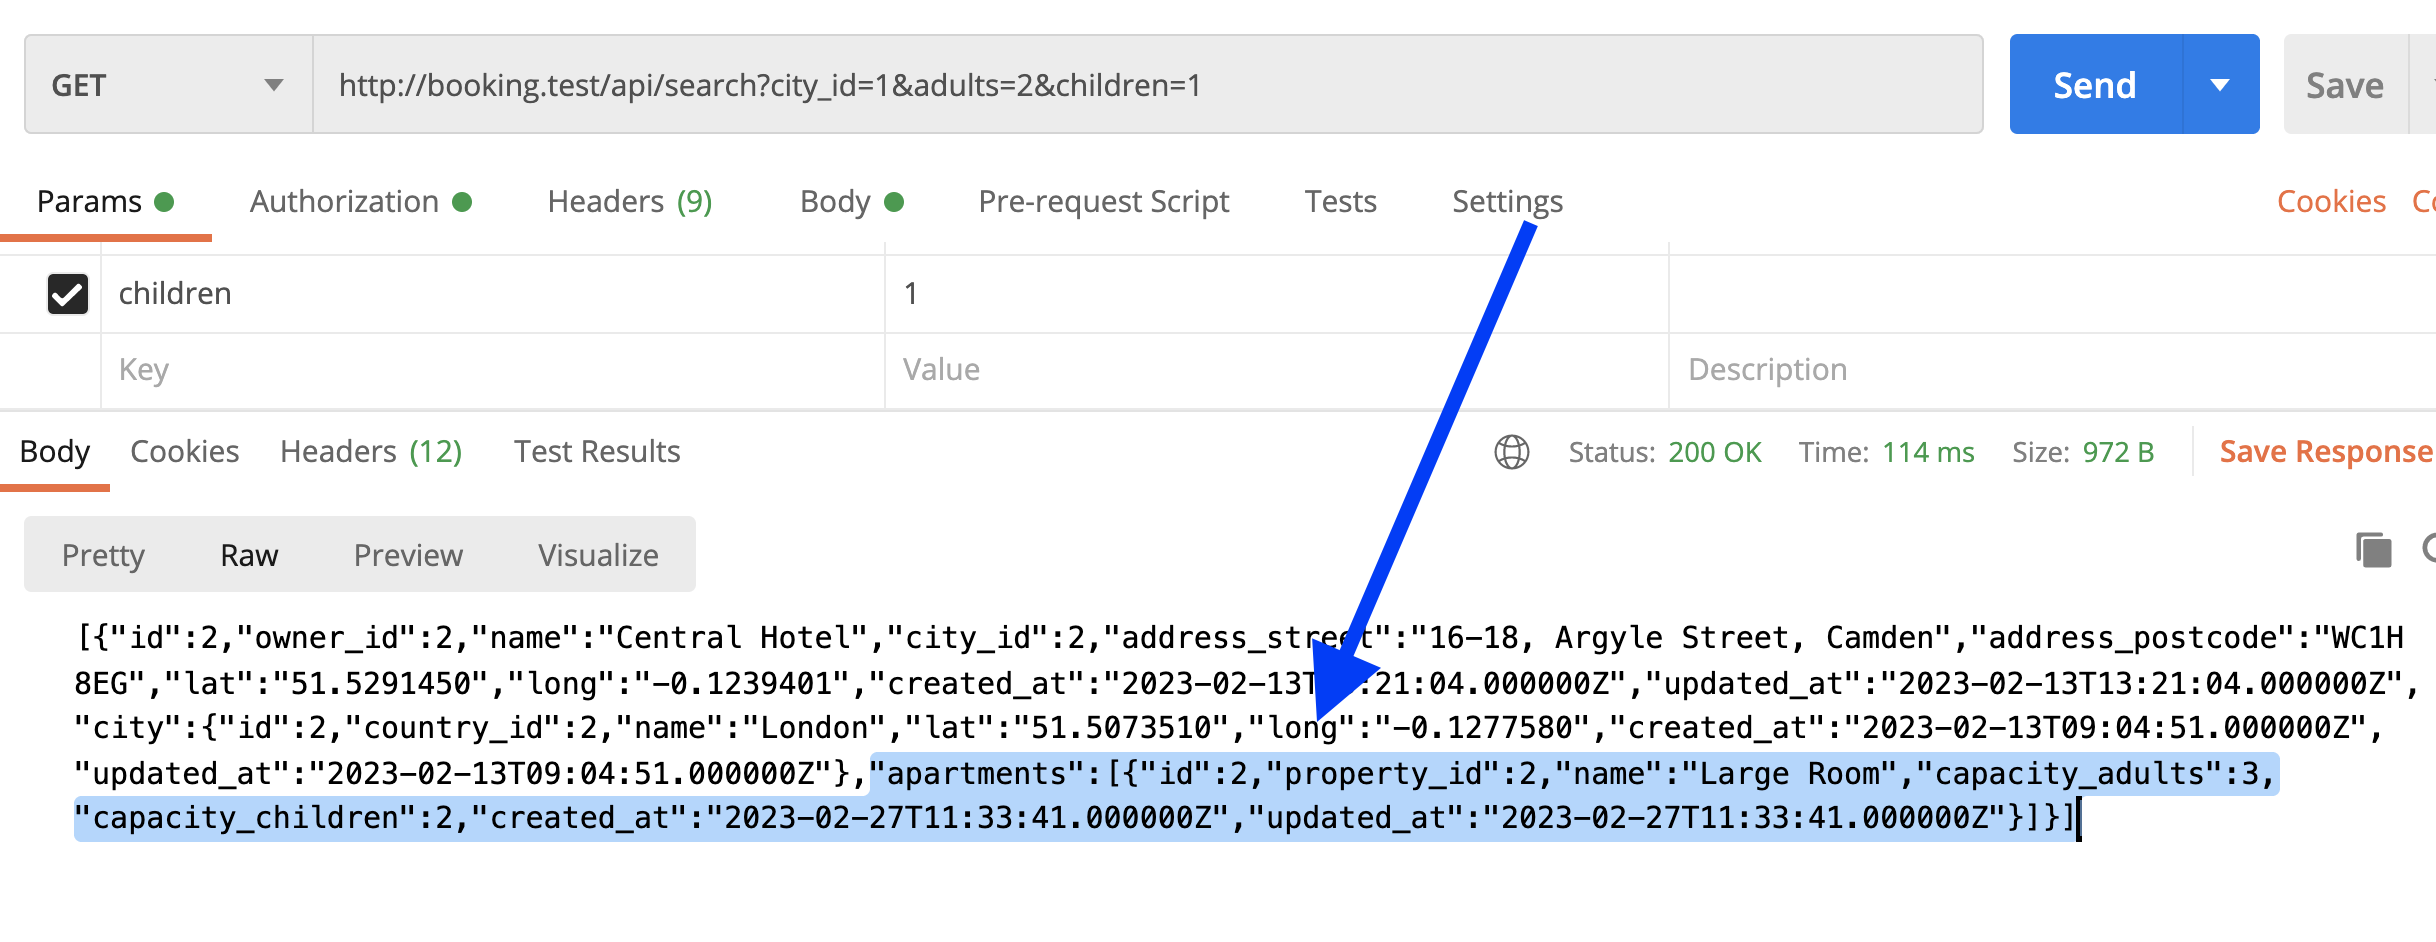 GET http://booking.test/api/search?city_id=1&adults=2&children=1 Send Save
Params Authorization Headers (9) Body Pre-request Script Tests Settings Cookies
children 1
Key Value Description
Body Cookies Headers (12) Test Results Status: 200 OK Time: 114 ms Size: 972 B Save Response
Pretty Raw Preview Visualize
[{"id":2,"owner_id":2,"name":"Central Hotel","city_id":2,"address_street":"16-18, Argyle Street, Camden","address_postcode":"WC1H
8EG","lat":"51.5291450","long":"-0.1239401","created_at":"2023-02-13T 21:04.000000Z","updated_at":"2023-02-13T13:21:04.000000Z",
"city":{"id":2,"country_id":2,"name":"London","lat":"51.5073510","long":"-0.1277580","created_at":"2023-02-13T09:04:51.000000Z",
"updated_at":"2023-02-13T09:04:51.000000Z"},"apartments":[{"id":2,"property_id":2,"name":"Large Room","capacity_adults":3,
"capacity_children":2,"created_at":"2023-02-27T11:33:41.000000Z","updated_at":"2023-02-27T11:33:41.000000Z"}]}]